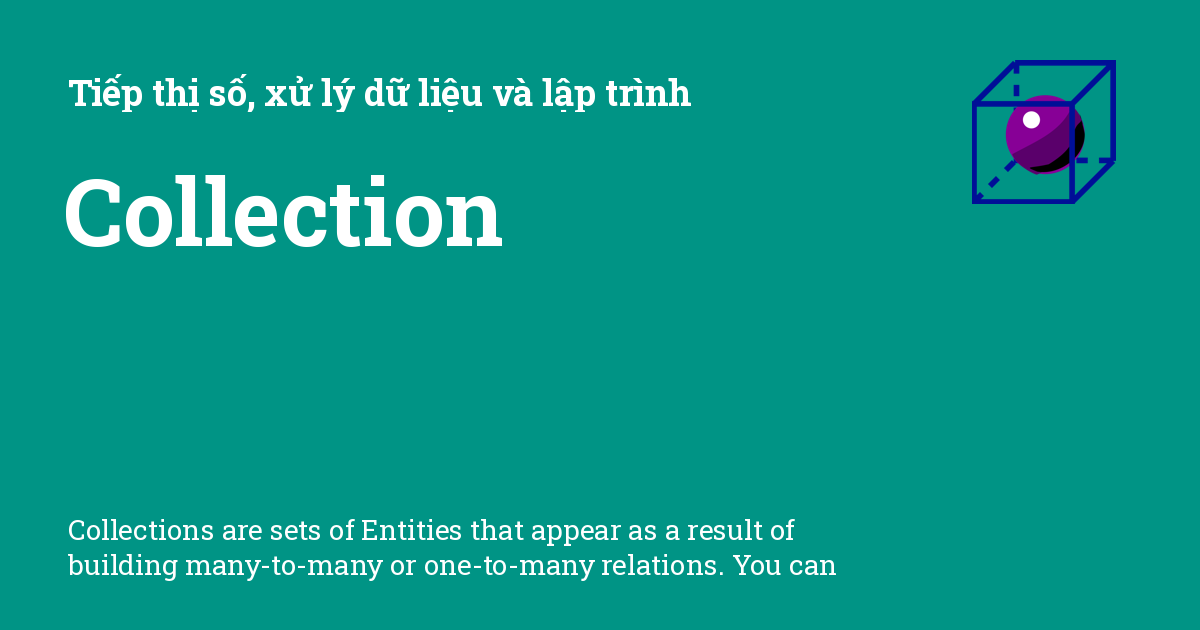 Tiếp thị số, xử lý dữ liệu và lập trình
Collection
Collections are sets of Entities that appear as a result of
building many-to-many or one-to-many relations. You can